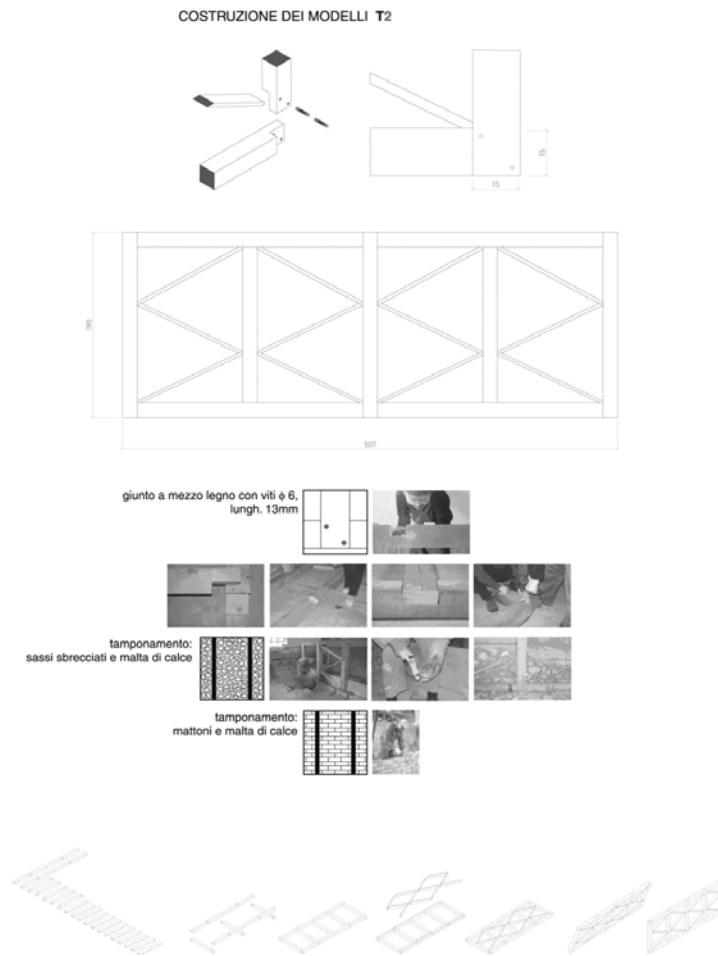 COSTRUZIONE DEI MODELLI T2
15
15
190
507
giunto a mezzo legno con viti ϕ 6,
lungh. 13mm
tamponamento:
sassi sbrecciati e malta di calce
tamponamento:
mattoni e malta di calce